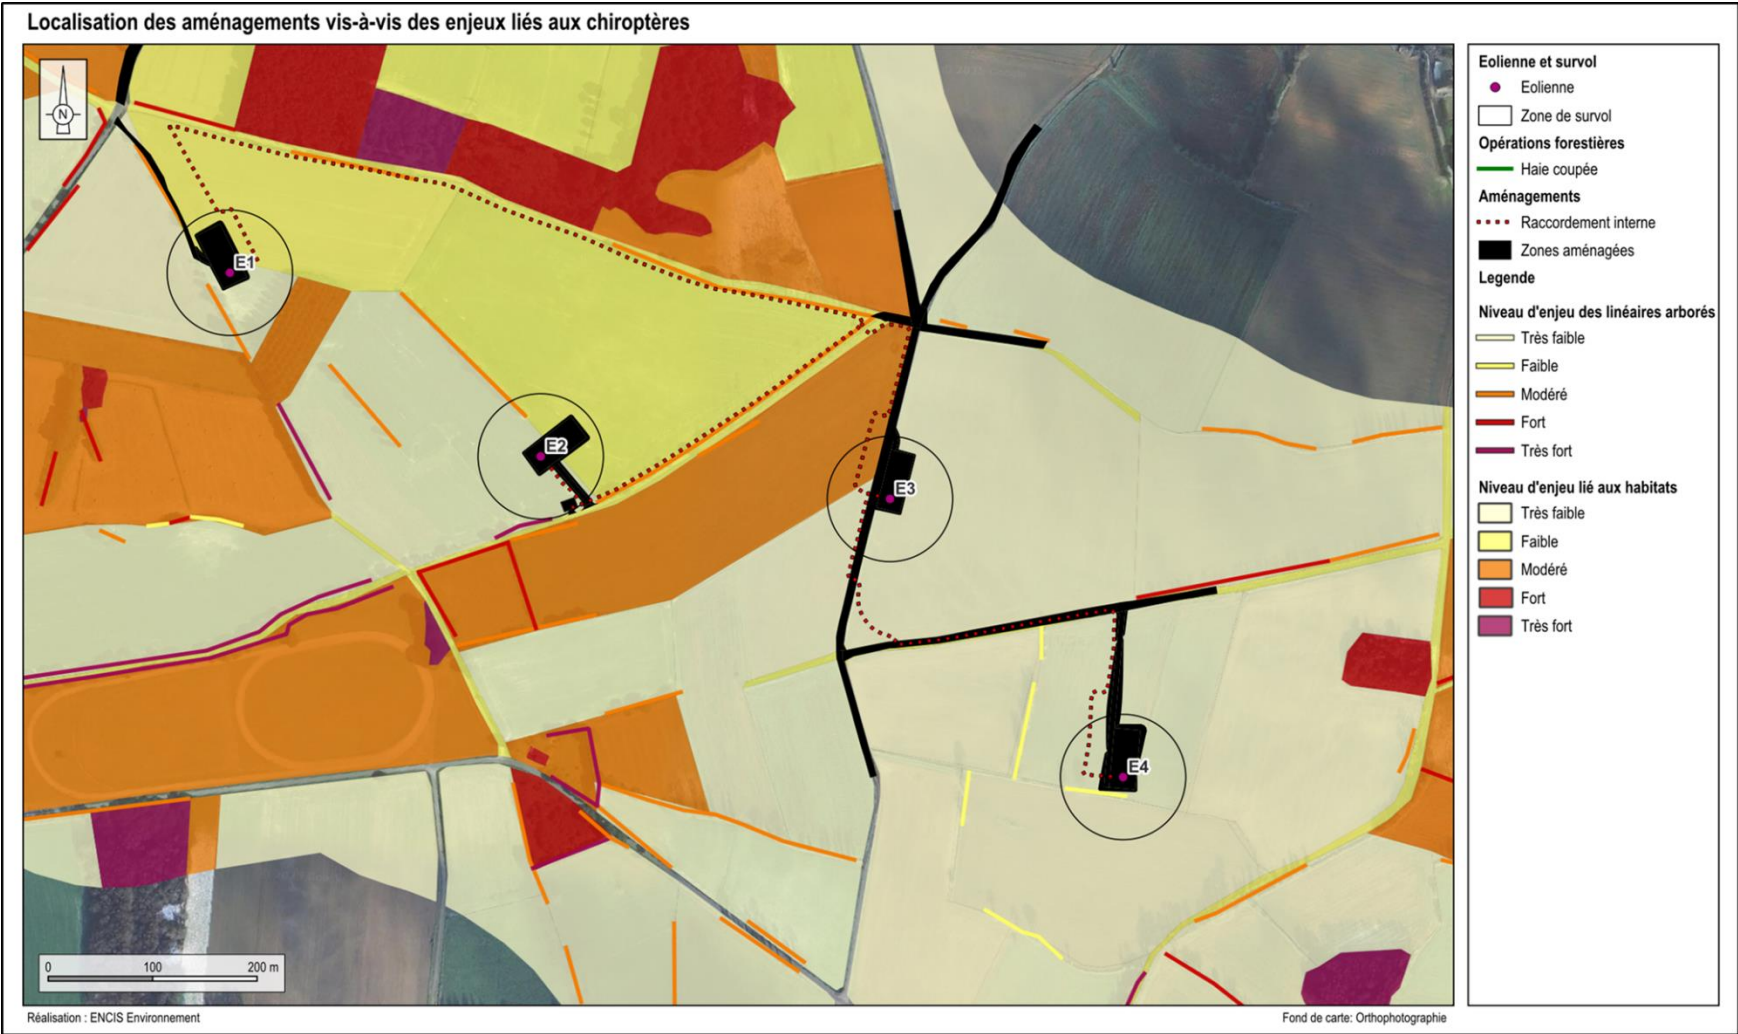 Localisation des aménagements vis-à-vis des enjeux liés aux chiroptères
N
E1
E2
E3
E4
0 100 200 m
Eolienne et survol
Eolienne
Zone de survol
Opérations forestières
Haie coupée
Aménagements
Raccordement interne
Zones aménagées
Legende
Niveau d'enjeu des linéaires arborés
Très faible
Faible
Modéré
Fort
Très fort
Niveau d'enjeu lié aux habitats
Très faible
Faible
Modéré
Fort
Très fort
Réalisation : ENCIS Environnement
Fond de carte: Orthophotographie